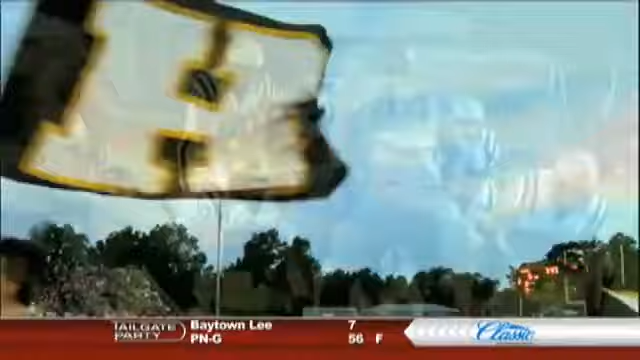 H
TAILGATE PARTY
Baytown Lee 7
PN-G 56 F
Classic